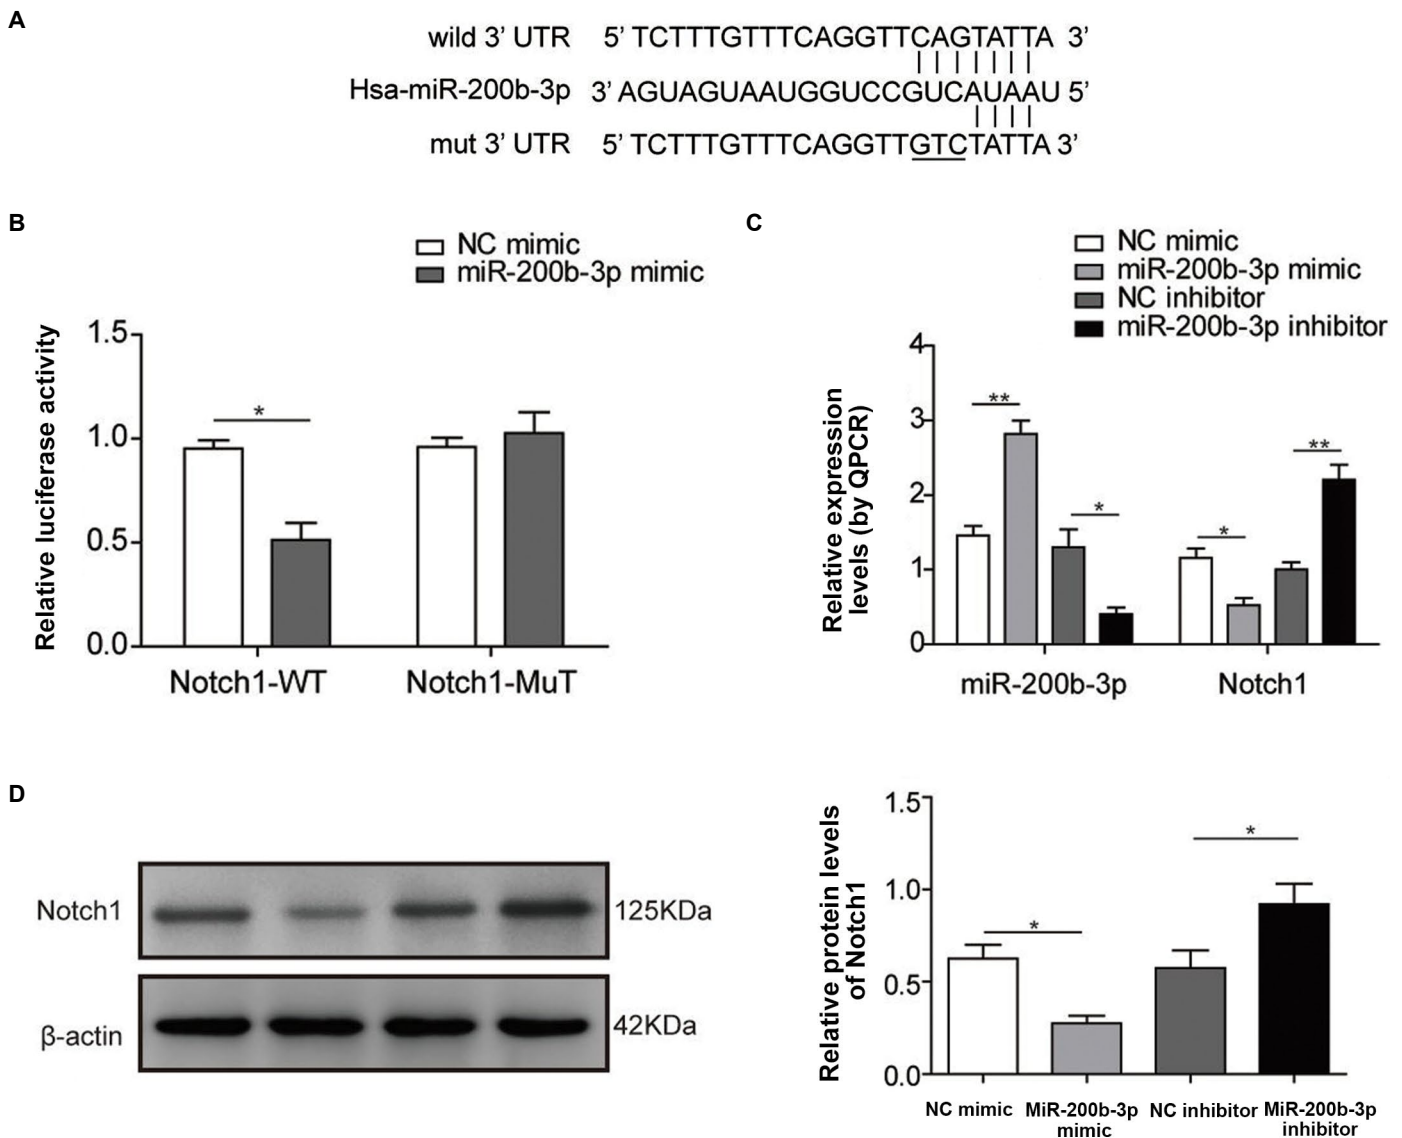 A
wild 3’ UTR 5’ TCTTTGTTTCAGGTTCAGTATTA 3’
Hsa-miR-200b-3p 3’ AGUAGUAAUGGUCCGUCAUAAU 5’
mut 3’ UTR 5’ TCTTTGTTTCAGGTTGTCTATTA 3’
B
NC mimic
miR-200b-3p mimic
Relative luciferase activity
1.5
1.0
0.5
0.0
*
Notch1-WT Notch1-MuT
C
NC mimic
miR-200b-3p mimic
NC inhibitor
miR-200b-3p inhibitor
Relative expression
levels (by QPCR)
4
3
2
1
0
** * * **
miR-200b-3p Notch1
D
Notch1 125KDa
β-actin 42KDa
Relative protein levels
of Notch1
1.5
1.0
0.5
0.0
* *
NC mimic MiR-200b-3p NC inhibitor MiR-200b-3p
mimic inhibitor